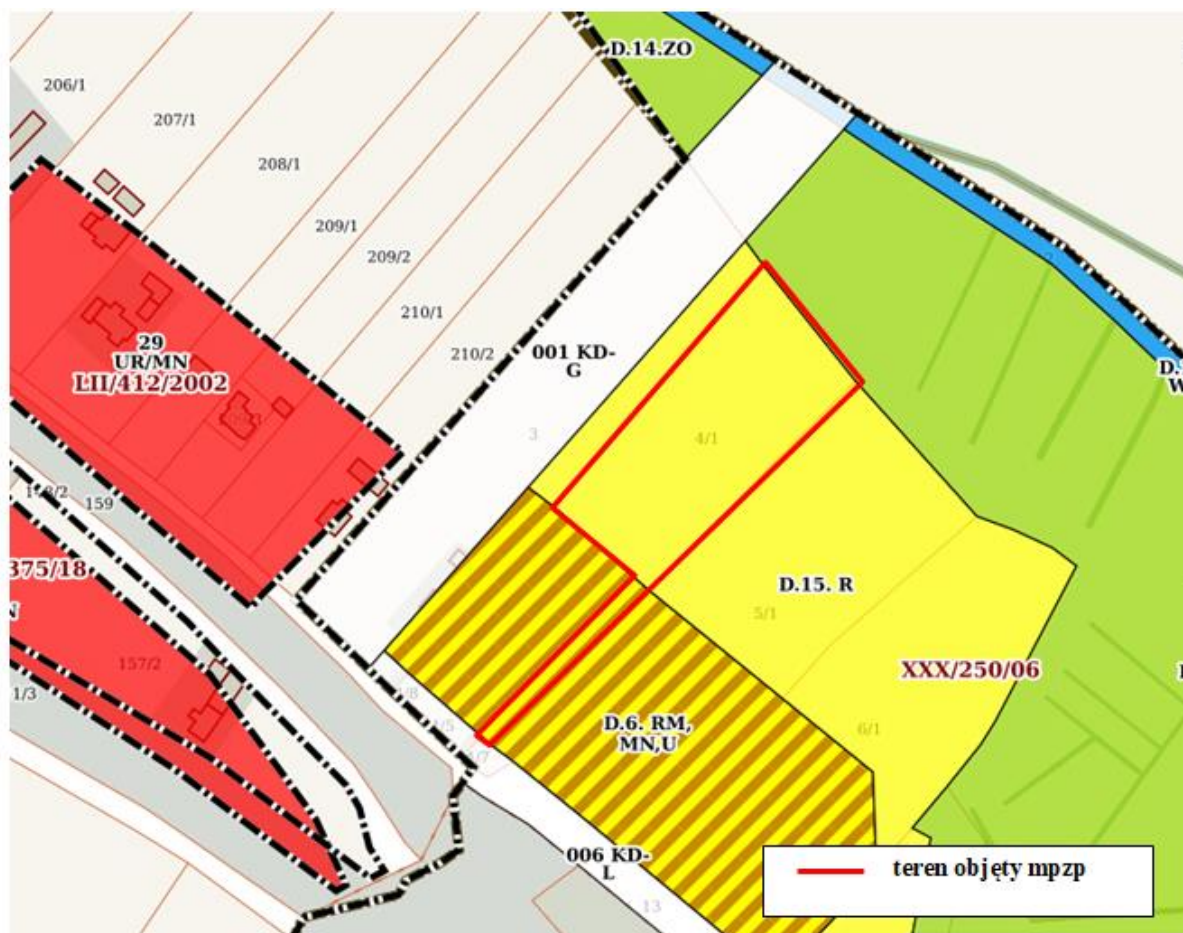 D.14.ZO
206/1
207/1
208/1
209/1
209/2
210/1
210/2
29
UR/MN
LII/412/2002
001 KD-
G
D.
W
3
4/1
159
375/18
N
157/2
1/3
D.15. R
5/1
XXX/250/06
6/1
D.6. RM,
MN,U
006 KD-
L
13
teren objęty mpzp